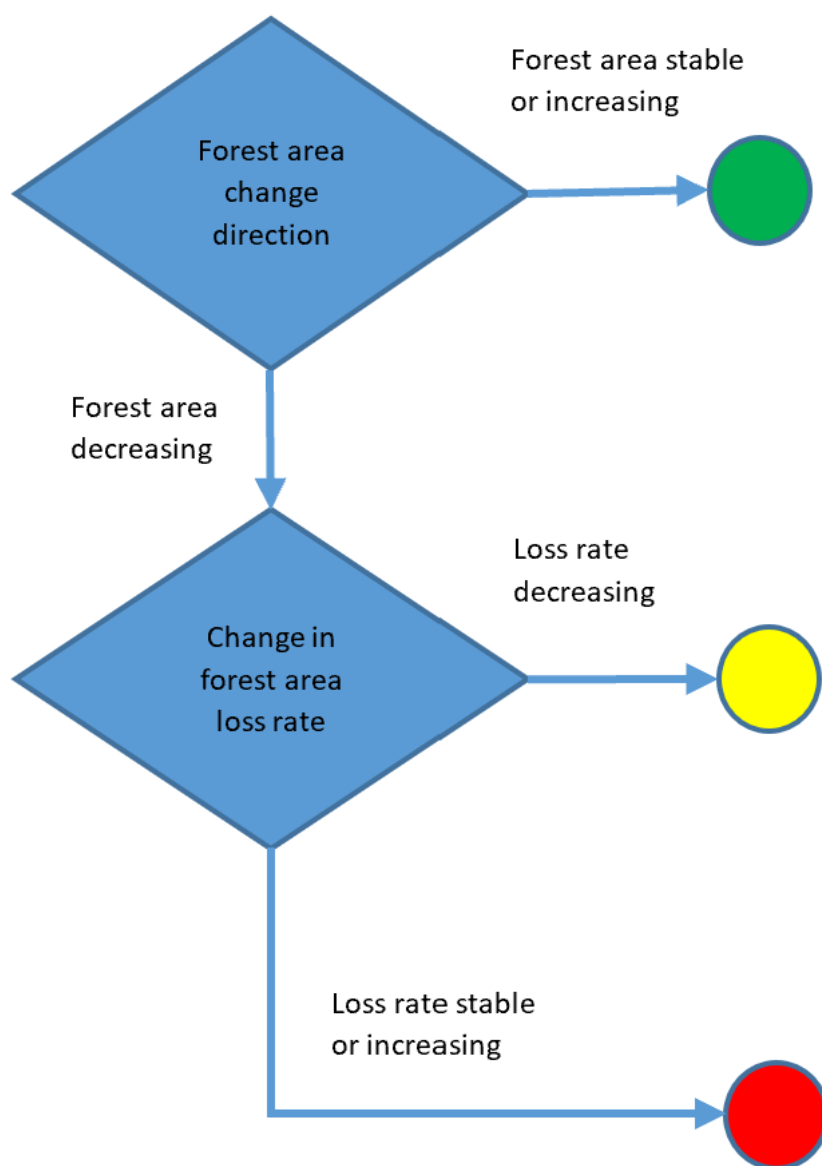 Forest area stable
or increasing
Forest area
change
direction
Forest area
decreasing
Loss rate
decreasing
Change in
forest area
loss rate
Loss rate stable
or increasing